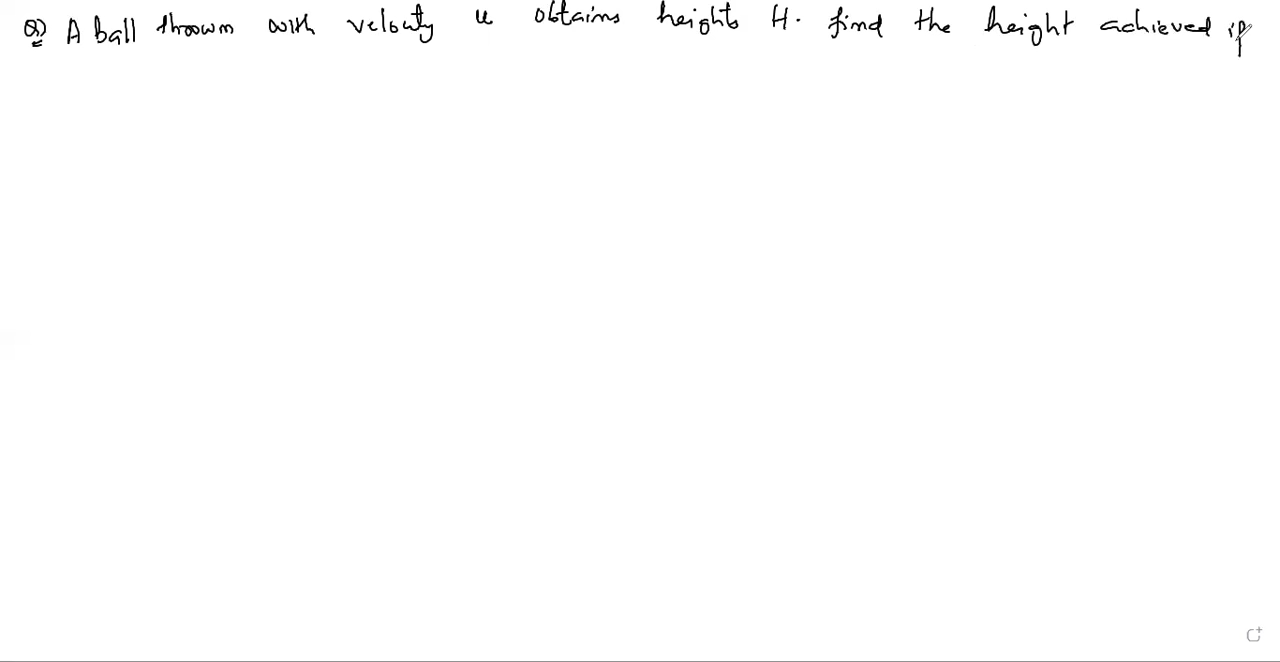 Q) A ball thrown with velocity u obtains heights H. find the height achieved if